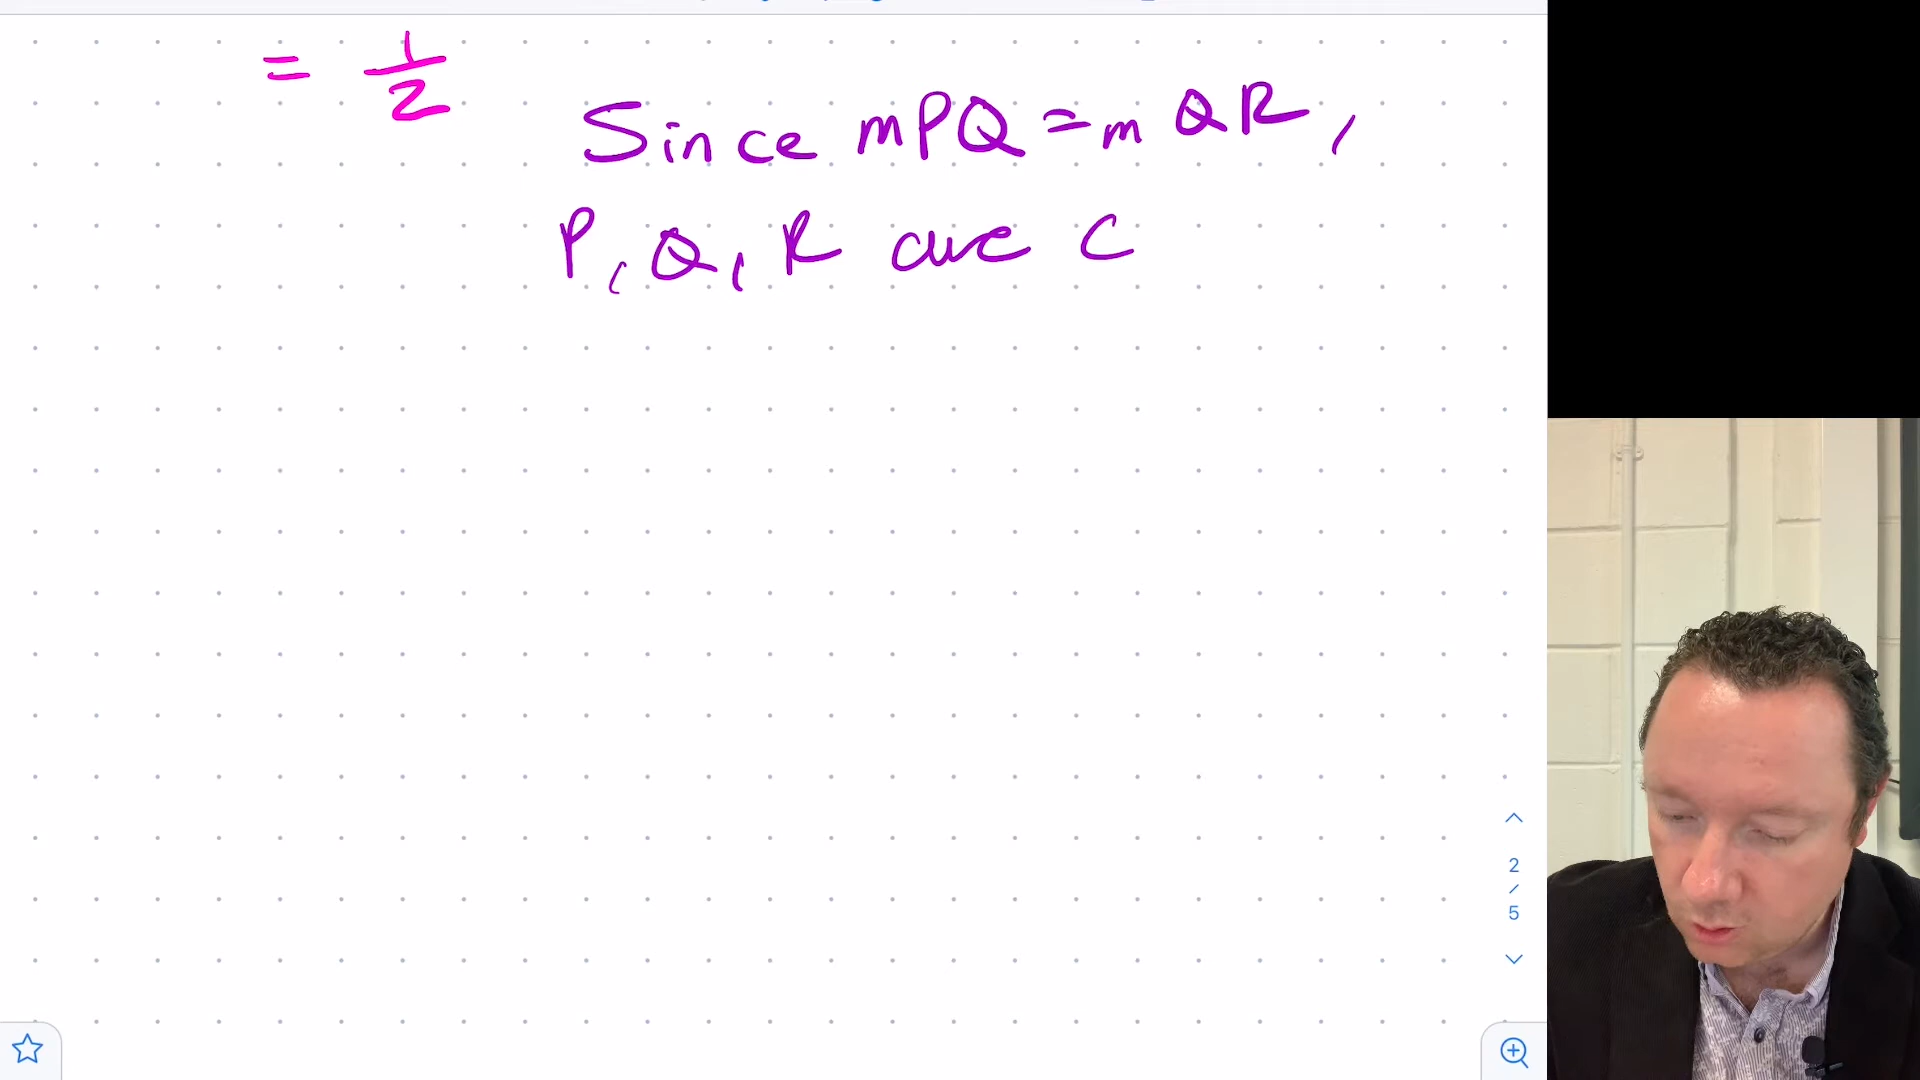 = 1/2
Since mPQ = m QR,
P, Q, R are C
2
/
5